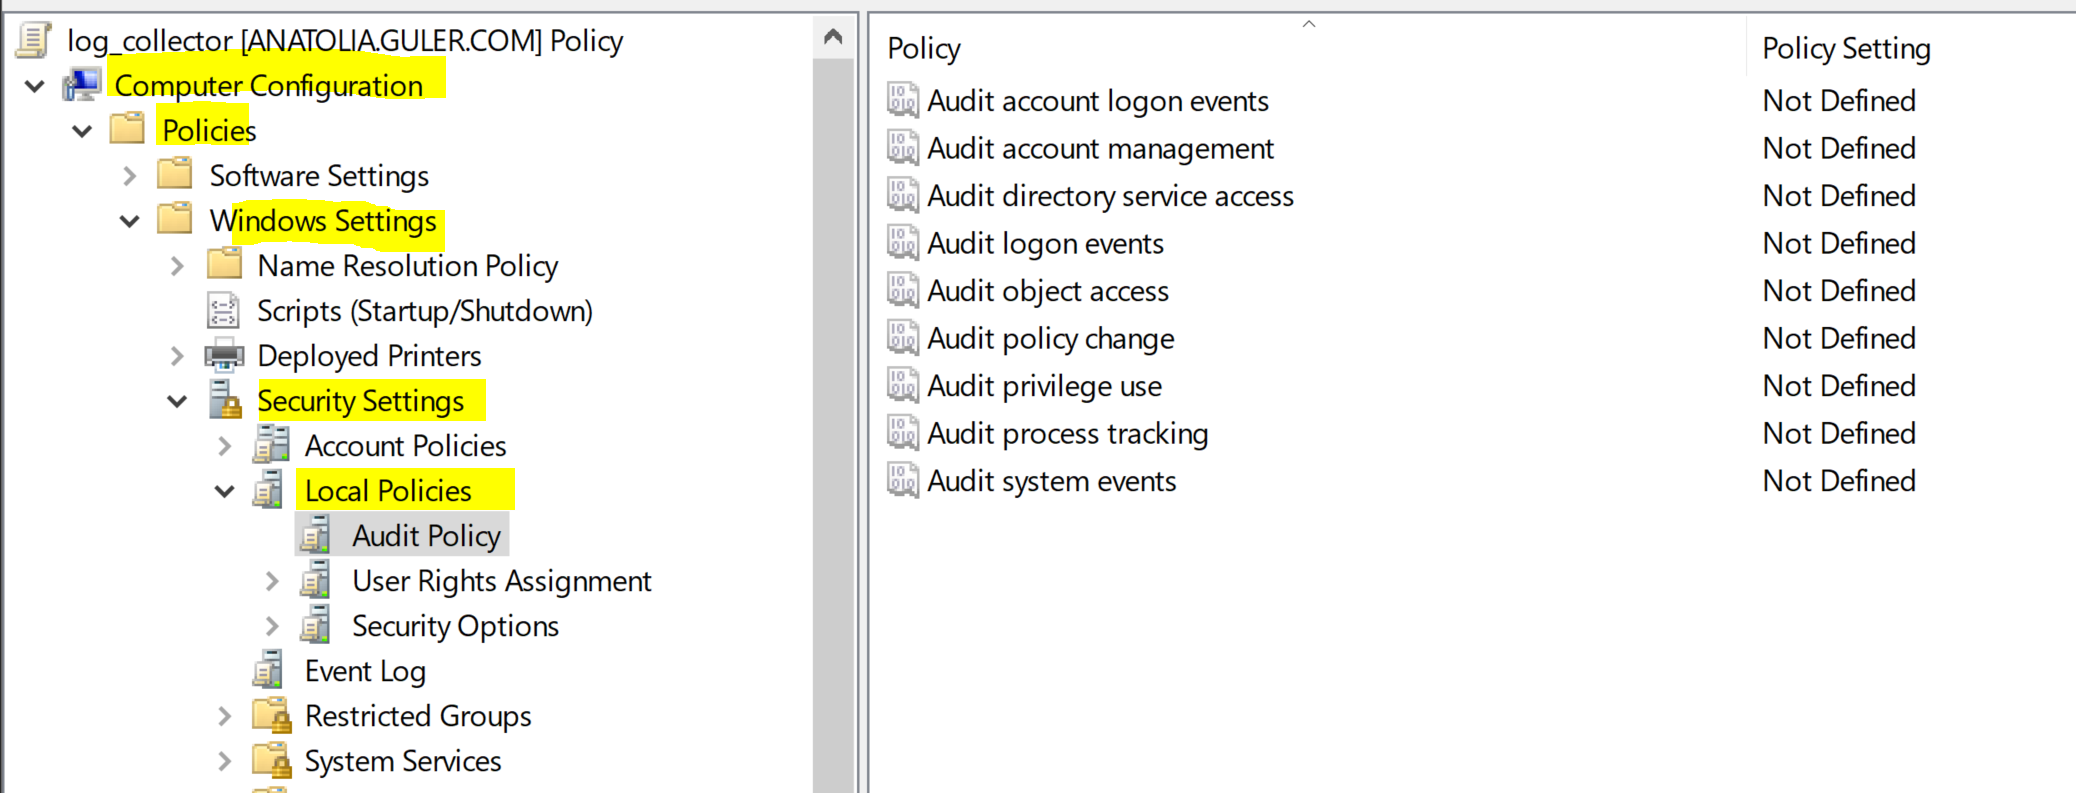 log_collector [ANATOLIA.GULER.COM] Policy
Computer Configuration
Policies
Software Settings
Windows Settings
Name Resolution Policy
Scripts (Startup/Shutdown)
Deployed Printers
Security Settings
Account Policies
Local Policies
Audit Policy
User Rights Assignment
Security Options
Event Log
Restricted Groups
System Services
Policy Policy Setting
Audit account logon events Not Defined
Audit account management Not Defined
Audit directory service access Not Defined
Audit logon events Not Defined
Audit object access Not Defined
Audit policy change Not Defined
Audit privilege use Not Defined
Audit process tracking Not Defined
Audit system events Not Defined